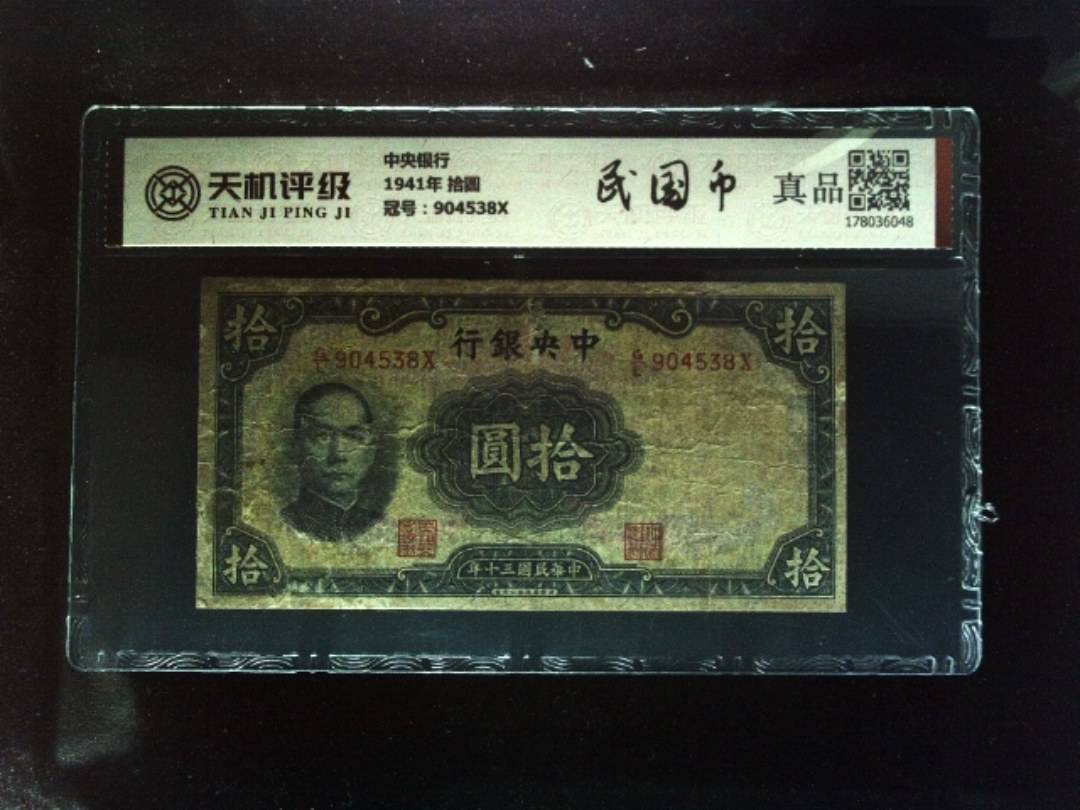 天机评级
TIAN JI PING JI
中央银行
1941年 拾圆
冠号：904538X
民国币
真品
178036048
拾
拾
行銀央中
904538X
904538X
圓拾
拾
拾
年十三國民華中